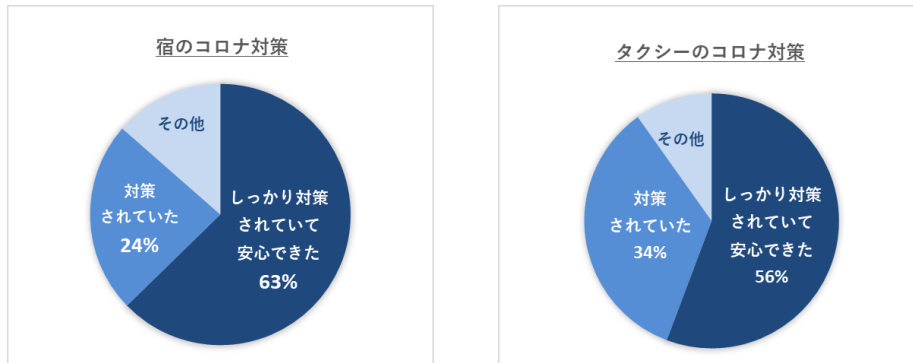 宿のコロナ対策
その他
対策
されていた
24%
しっかり対策
されていて
安心できた
63%
タクシーのコロナ対策
その他
対策
されていた
34%
しっかり対策
されていて
安心できた
56%